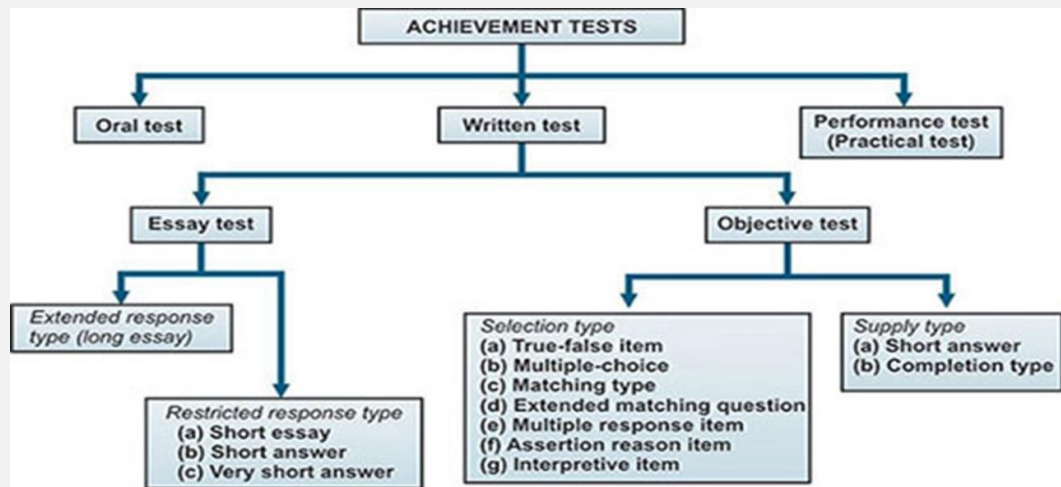 ACHIEVEMENT TESTS
Oral test
Written test
Performance test
(Practical test)
Essay test
Objective test
Extended response
type (long essay)
Restricted response type
(a) Short essay
(b) Short answer
(c) Very short answer
Selection type
(a) True-false item
(b) Multiple-choice
(c) Matching type
(d) Extended matching question
(e) Multiple response item
(f) Assertion reason item
(g) Interpretive item
Supply type
(a) Short answer
(b) Completion type